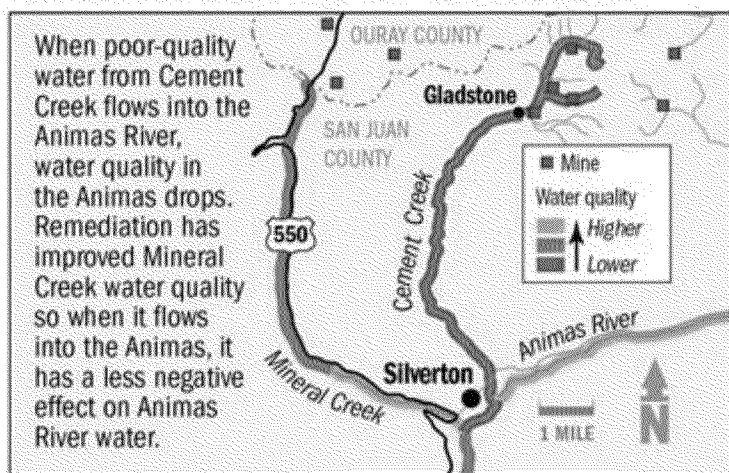 When poor-quality
water from Cement
Creek flows into the
Animas River,
water quality in
the Animas drops.
Remediation has
improved Mineral
Creek water quality
so when it flows
into the Animas, it
has a less negative
effect on Animas
River water.
OURAY COUNTY
SAN JUAN
COUNTY
Gladstone
Mine
Water quality
Higher
Lower
550
Cement Creek
Mineral Creek
Silverton
Animas River
1 MILE
N